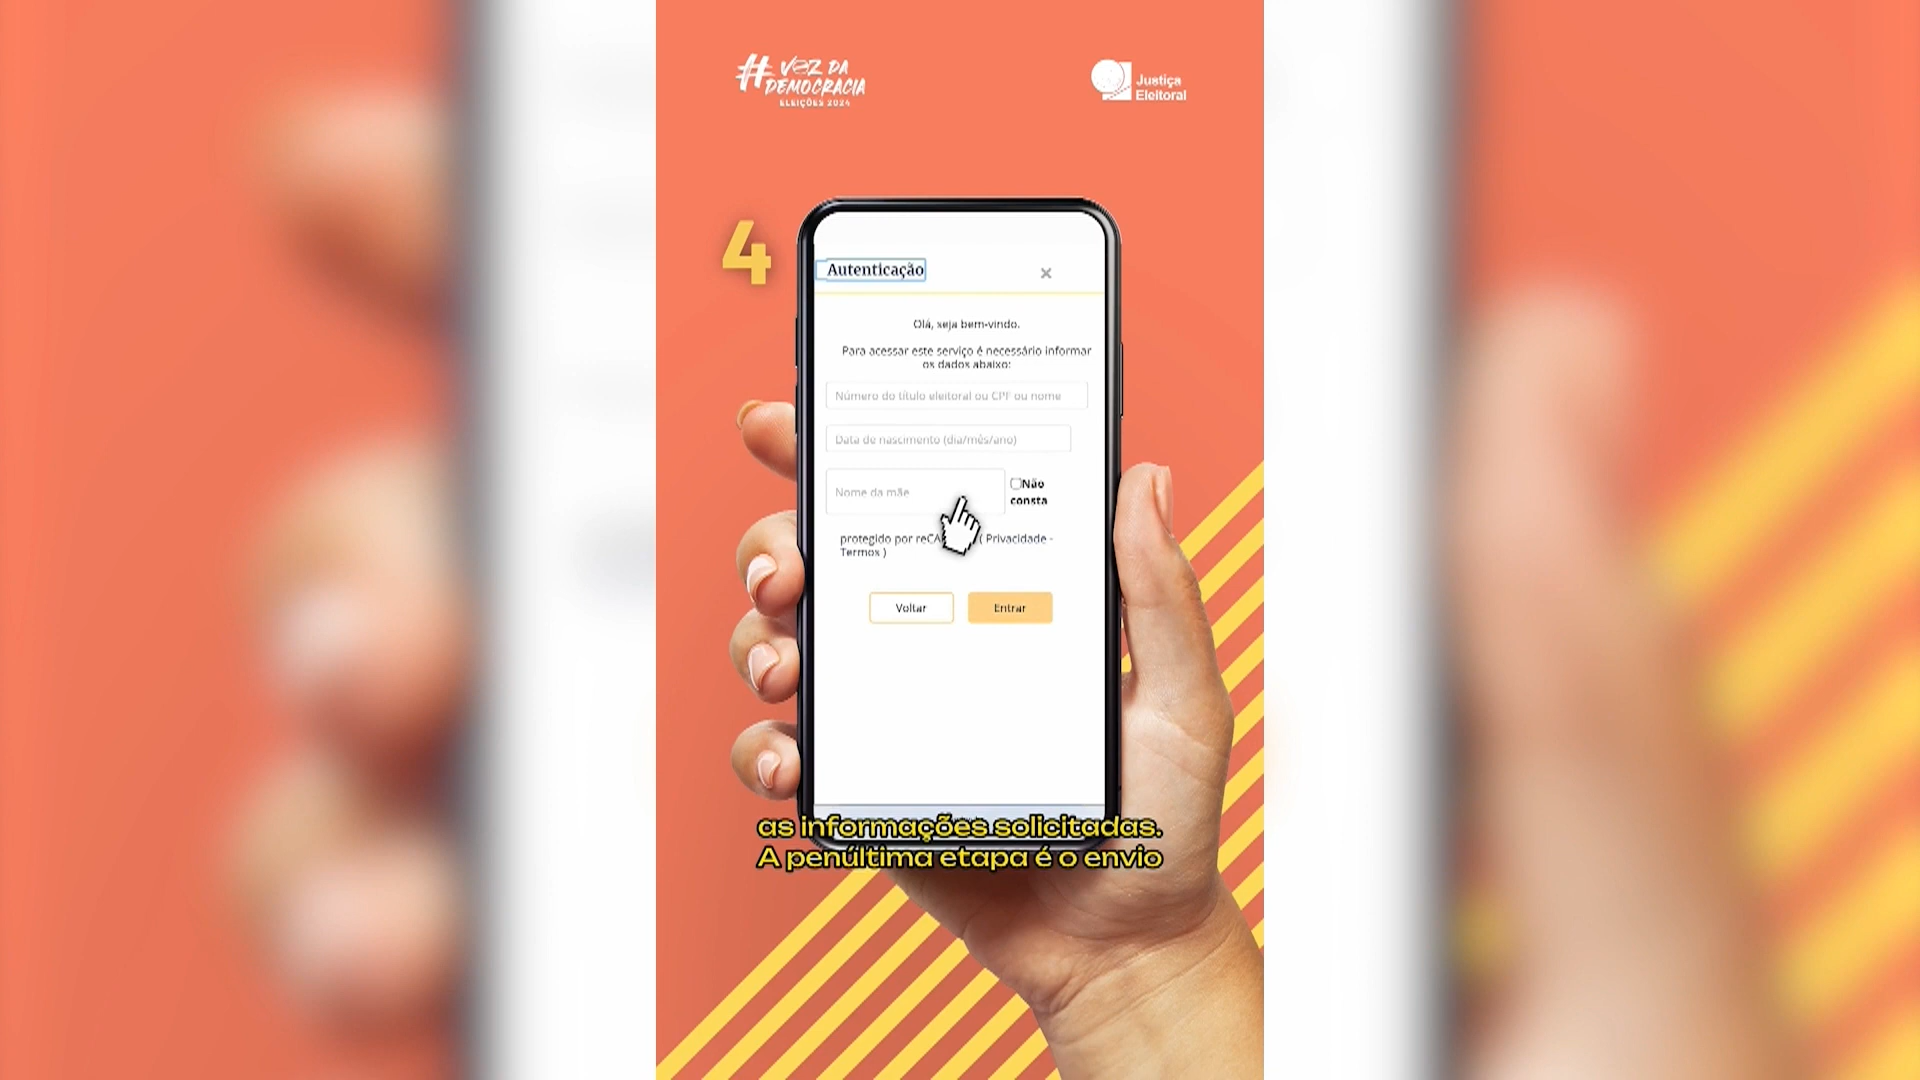 # VOZ DA
DEMOCRACIA
ELEIÇÕES 2024
Justiça
Eleitoral
4
Autenticação
×
Olá, seja bem-vindo.
Para acessar este serviço é necessário informar
os dados abaixo:
Número do título eleitoral ou CPF ou nome
Data de nascimento (dia/mês/ano)
Nome da mãe
Não
consta
protegido por reCA ( Privacidade -
Termos )
Voltar
Entrar
as informações solicitadas.
A penúltima etapa é o envio